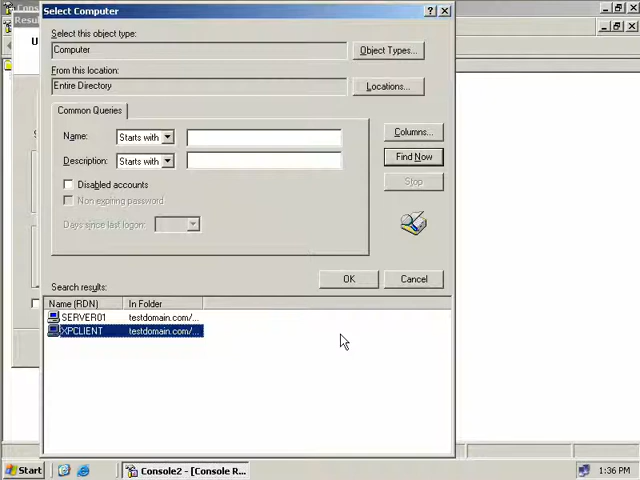 Cons
Select Computer
Resul
Select this object type:
Computer
Object Types...
From this location:
Entire Directory
Locations...
Common Queries
Name:
Starts with
Columns...
Description:
Starts with
Find Now
Disabled accounts
Stop
Non expiring password
Days since last logon:
OK
Cancel
Search results:
Name (RDN)
In Folder
SERVER01
testdomain.com/...
XPCLIENT
testdomain.com/...
Start
Console2 - [Console R...
1:36 PM